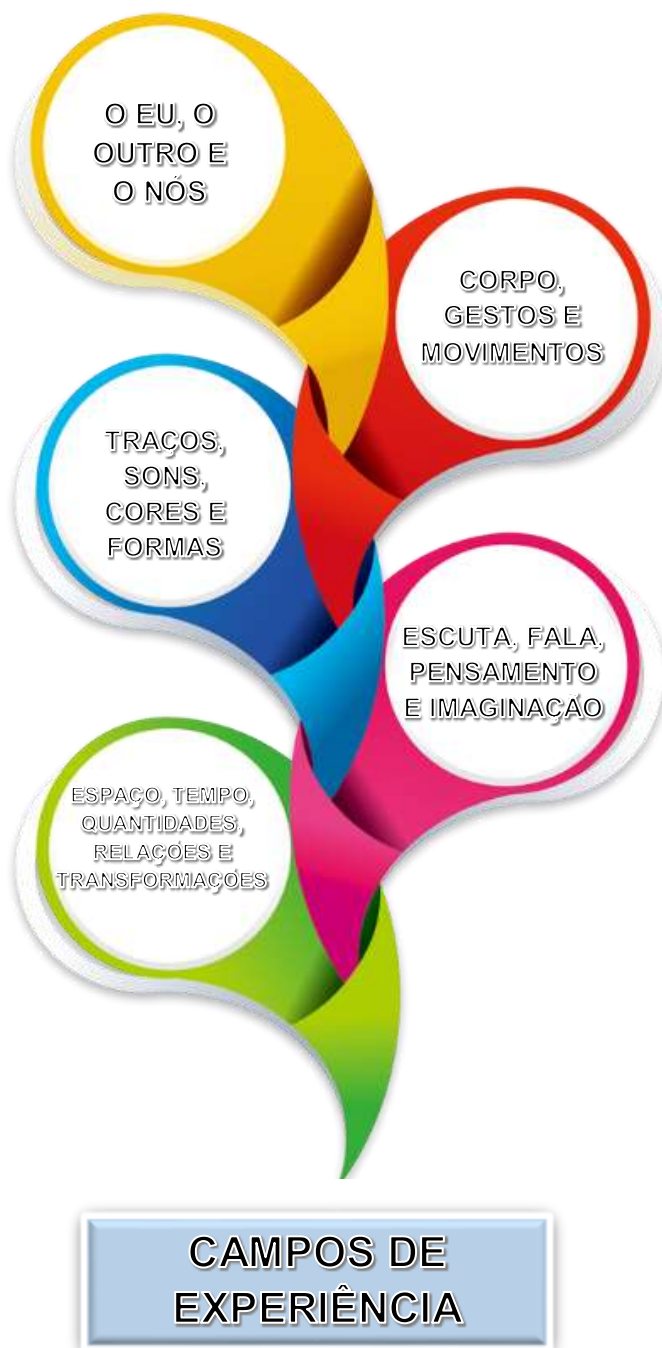 O EU, O
OUTRO E
O NÓS
CORPO,
GESTOS E
MOVIMENTOS
TRAÇOS,
SONS,
CORES E
FORMAS
ESCUTA, FALA,
PENSAMENTO
E IMAGINAÇÃO
ESPAÇO, TEMPO,
QUANTIDADES,
RELAÇÕES E
TRANSFORMAÇÕES
CAMPOS DE
EXPERIÊNCIA